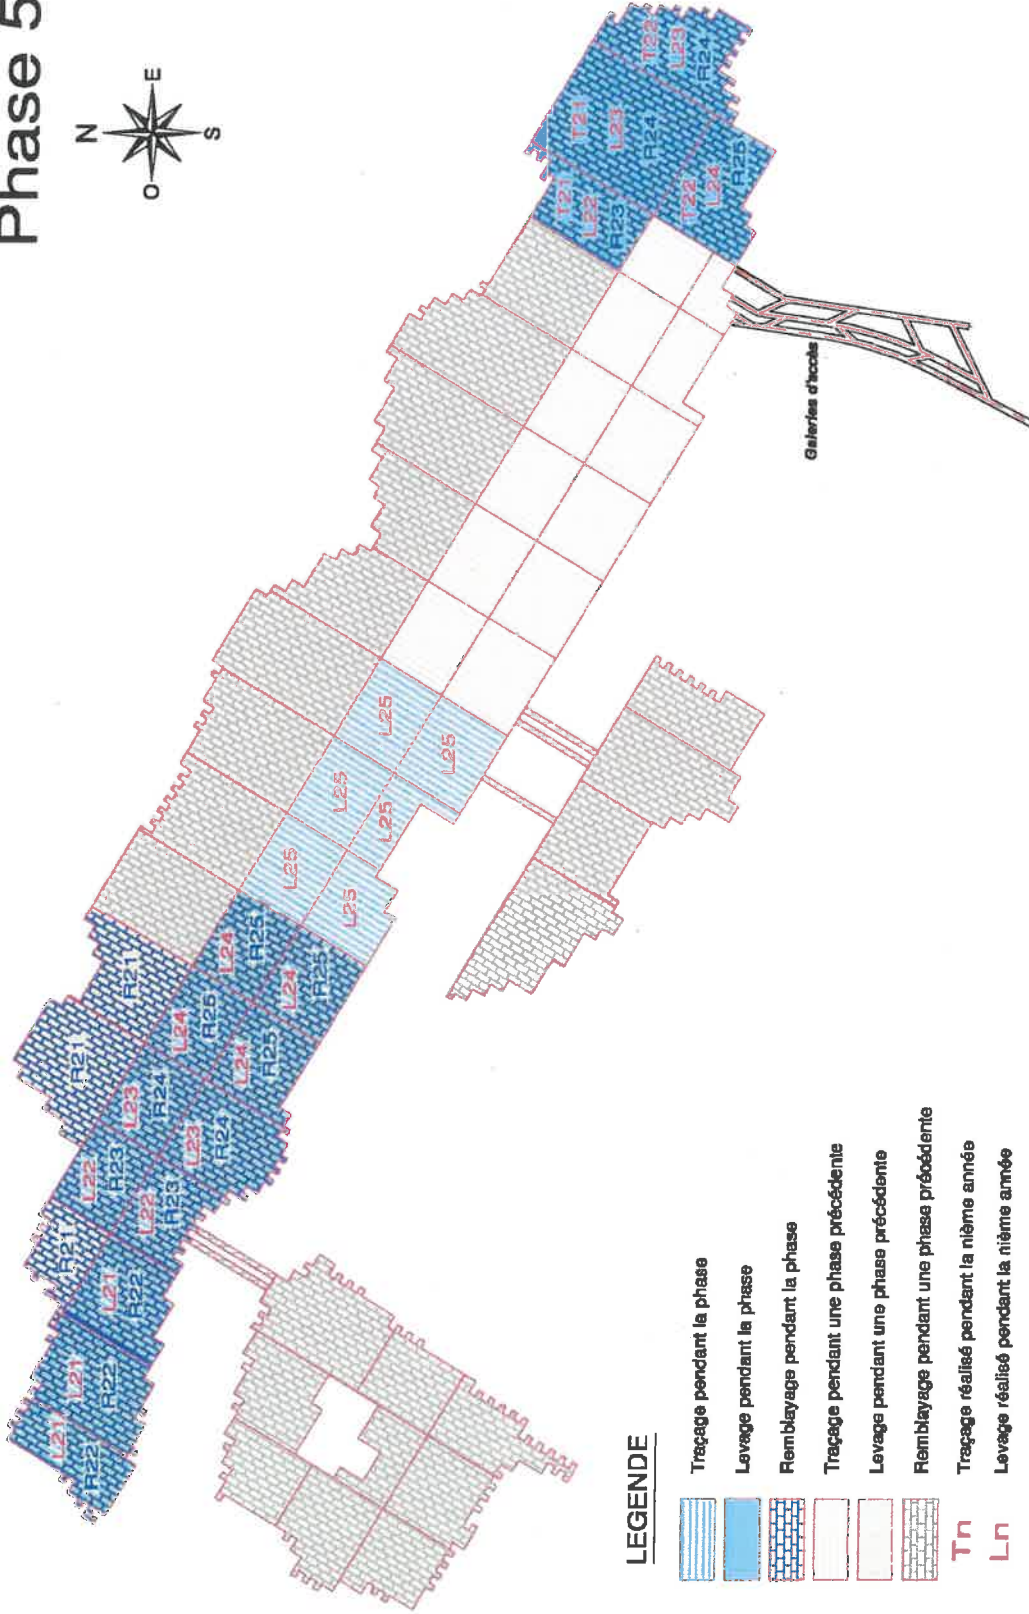 Phase 5
N
O
E
S
T22
L23
R24
T21
L23
R24
T21
L22
R23
T22
L24
R25
Galeries d'accès
L25
L25
L25
L25
L25
L25
L24
R25
L24
R25
L24
R25
L24
R25
R21
R21
L23
R24
L23
R24
L22
R23
L22
R23
R21
L21
R22
L21
R22
L21
R22
LEGENDE
Traçage pendant la phase
Levage pendant la phase
Remblayage pendant la phase
Traçage pendant une phase précédente
Levage pendant une phase précédente
Remblayage pendant une phase précédente
Tn Traçage réalisé pendant la nième année
Ln Levage réalisé pendant la nième année